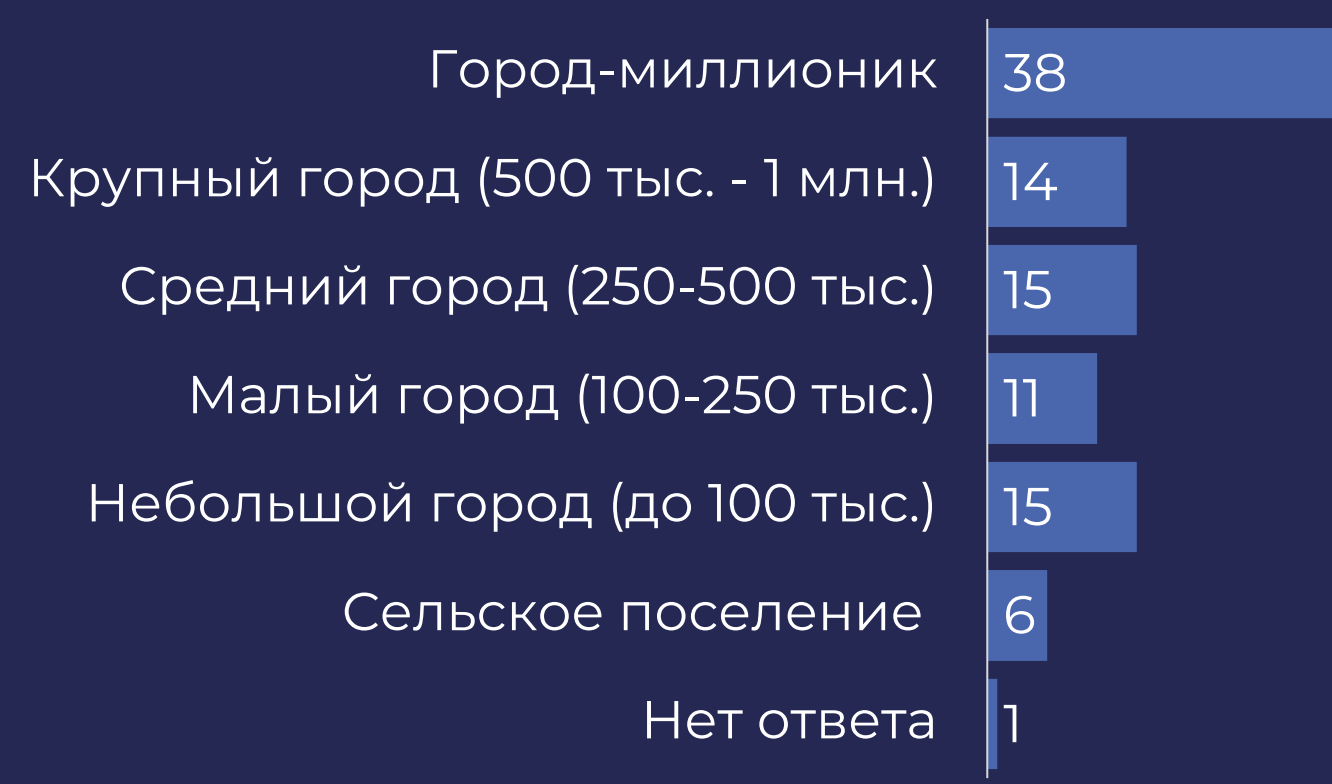 Город-миллионик 38
Крупный город (500 тыс. - 1 млн.) 14
Средний город (250-500 тыс.) 15
Малый город (100-250 тыс.) 11
Небольшой город (до 100 тыс.) 15
Сельское поселение 6
Нет ответа 1